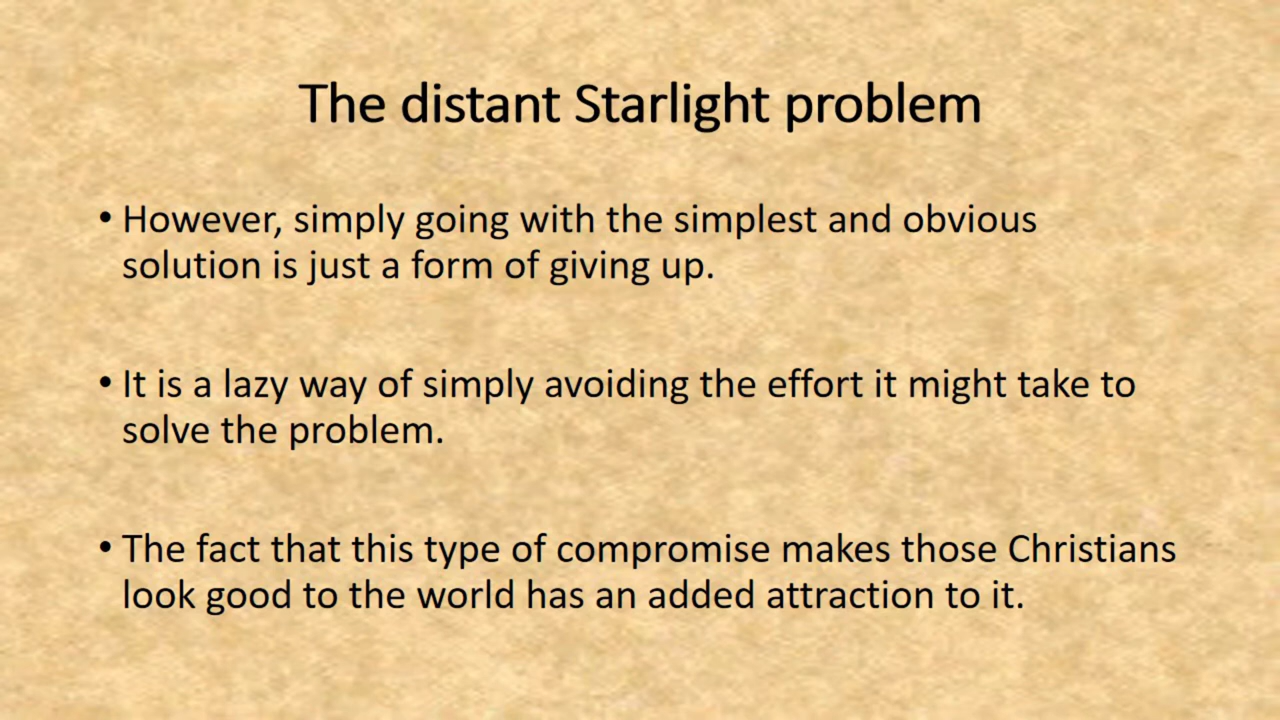 The distant Starlight problem
• However, simply going with the simplest and obvious
solution is just a form of giving up.
• It is a lazy way of simply avoiding the effort it might take to
solve the problem.
• The fact that this type of compromise makes those Christians
look good to the world has an added attraction to it.